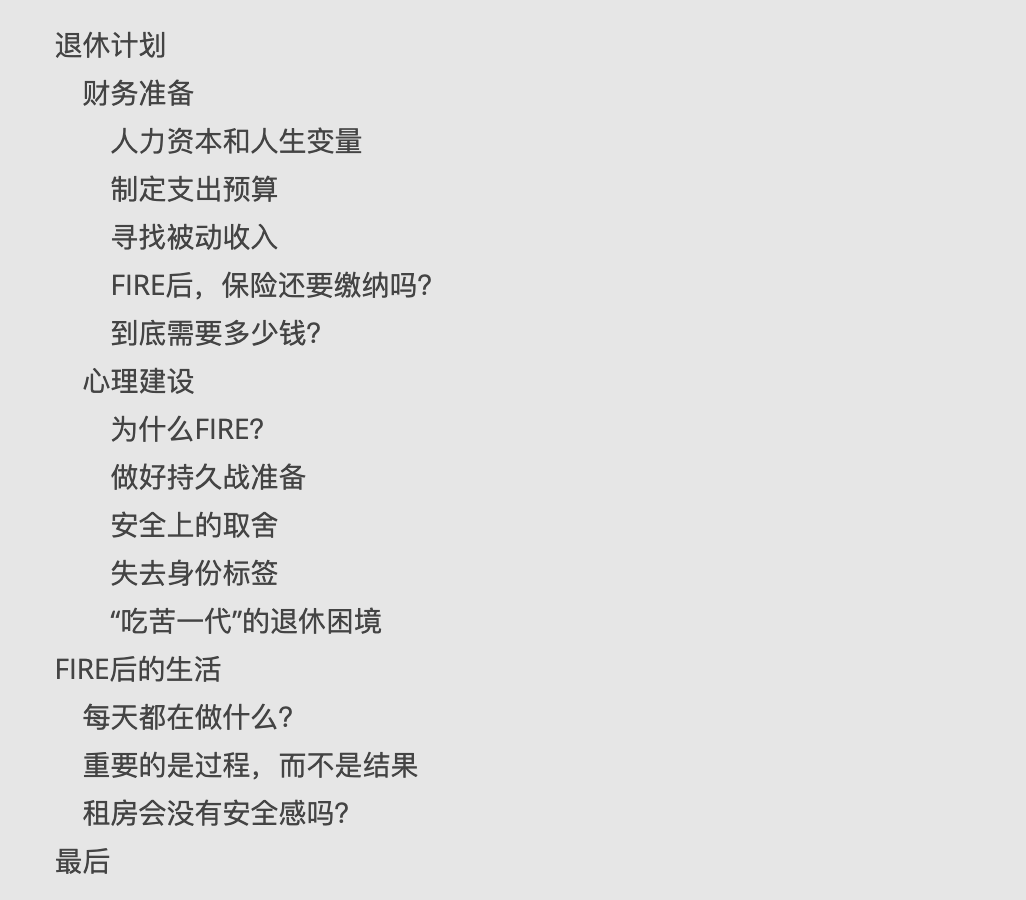 退休计划
财务准备
人力资本和人生变量
制定支出预算
寻找被动收入
FIRE后，保险还要缴纳吗？
到底需要多少钱？
心理建设
为什么FIRE？
做好持久战准备
安全上的取舍
失去身份标签
“吃苦一代”的退休困境
FIRE后的生活
每天都在做什么？
重要的是过程，而不是结果
租房会没有安全感吗？
最后